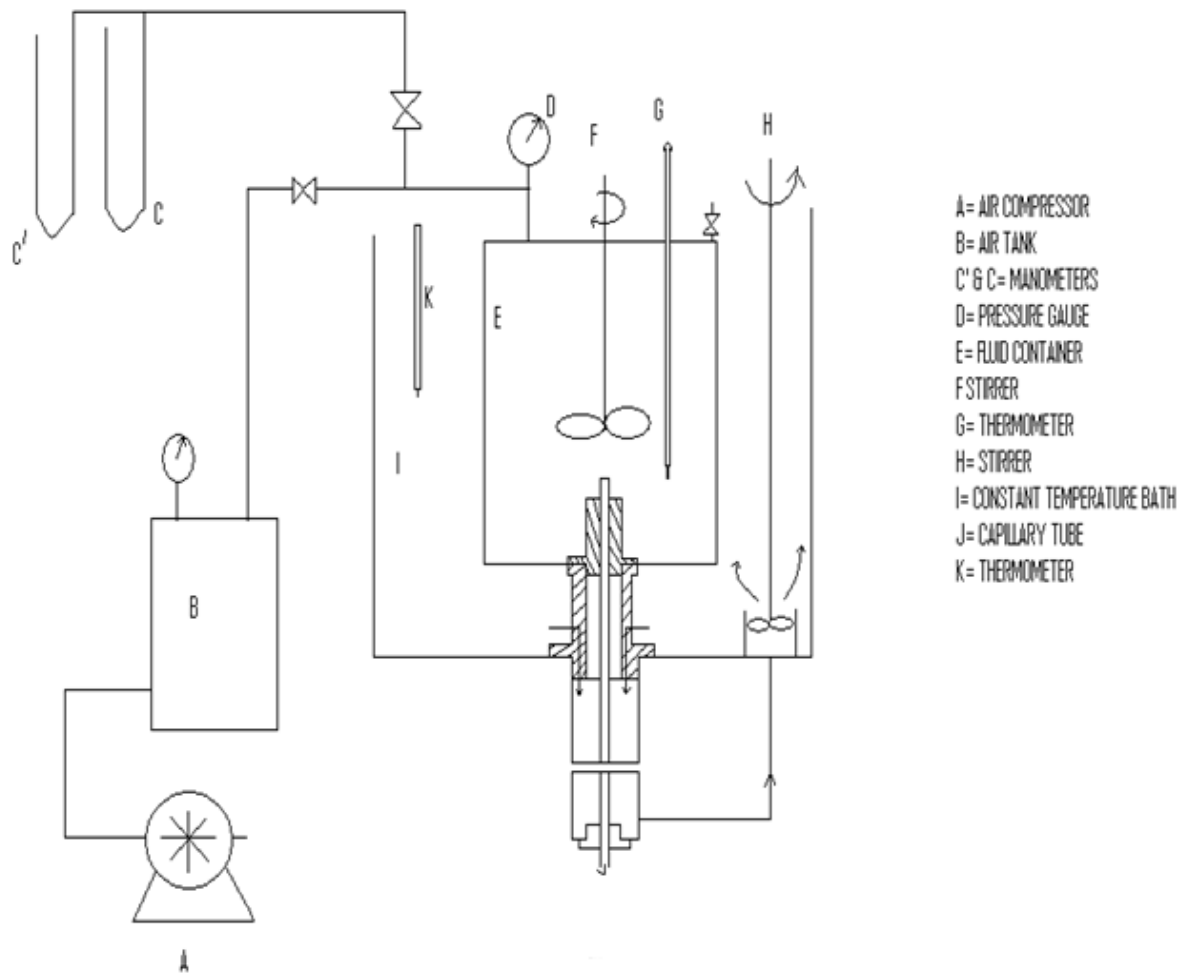 D
G
H
F
C
C'
K
E
I
B
A
A= AIR COMPRESSOR
B= AIR TANK
C' & C= MANOMETERS
D= PRESSURE GAUGE
E= FLUID CONTAINER
F STIRRER
G= THERMOMETER
H= STIRRER
I= CONSTANT TEMPERATURE BATH
J= CAPILLARY TUBE
K= THERMOMETER